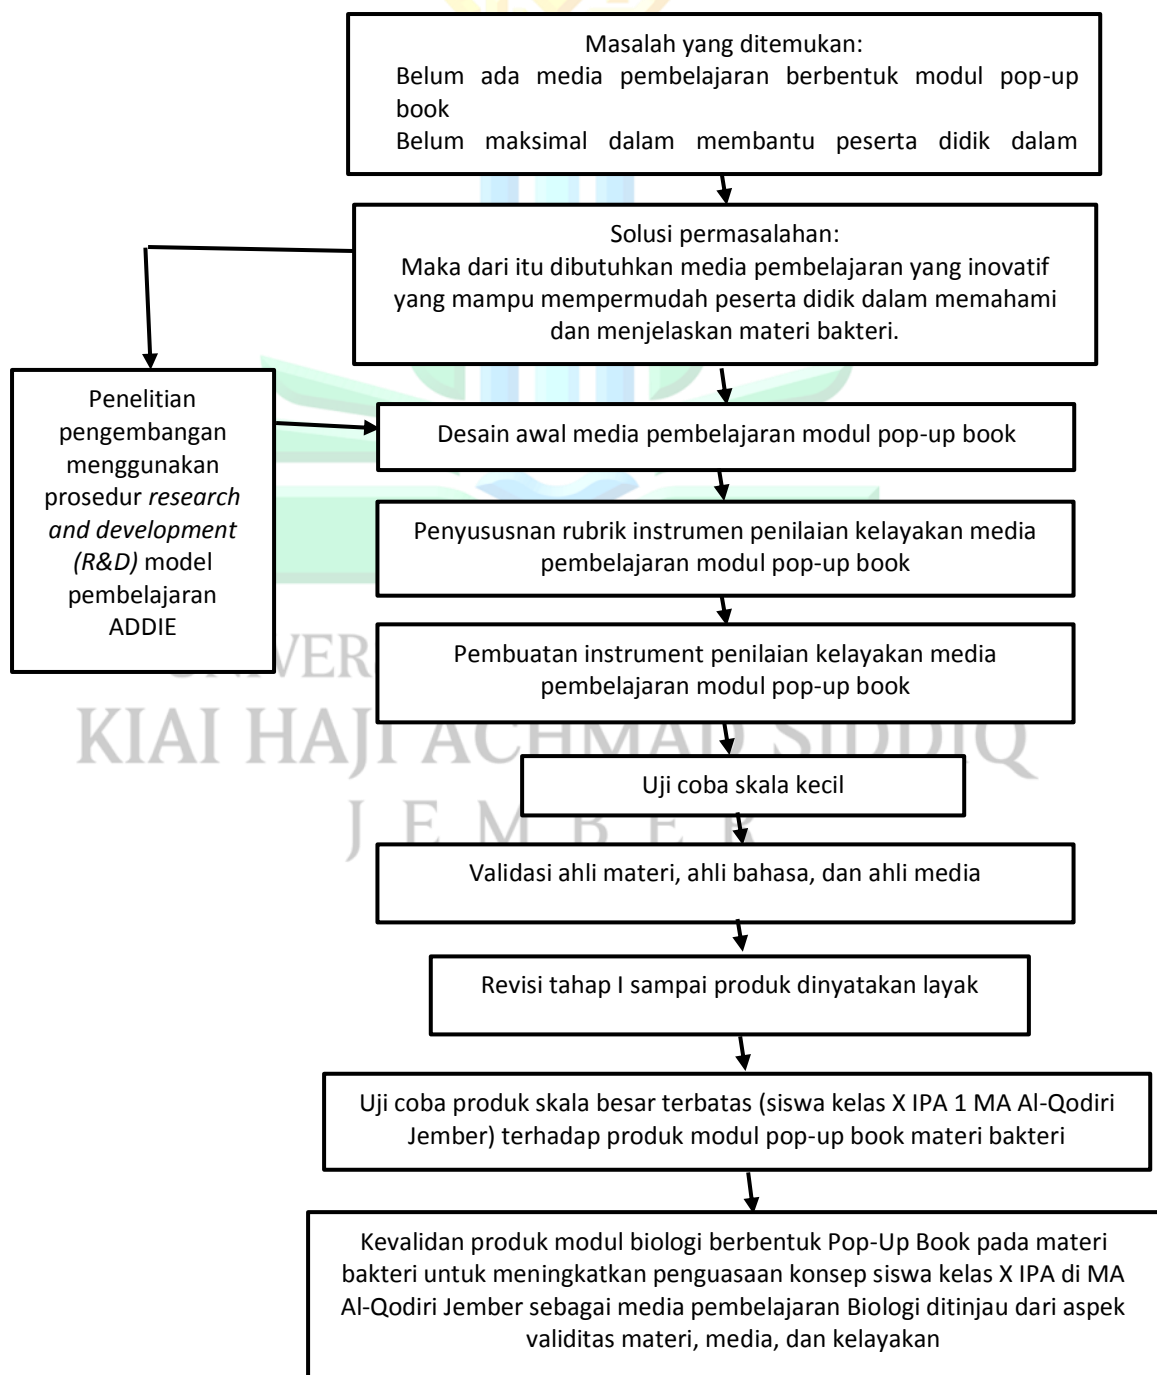 Masalah yang ditemukan:
Belum ada media pembelajaran berbentuk modul pop-up
book
Belum maksimal dalam membantu peserta didik dalam
Solusi permasalahan:
Maka dari itu dibutuhkan media pembelajaran yang inovatif
yang mampu mempermudah peserta didik dalam memahami
dan menjelaskan materi bakteri.
Penelitian
pengembangan
menggunakan
prosedur research
and development
(R&D) model
pembelajaran
ADDIE
Desain awal media pembelajaran modul pop-up book
Penyususnan rubrik instrumen penilaian kelayakan media
pembelajaran modul pop-up book
Pembuatan instrument penilaian kelayakan media
pembelajaran modul pop-up book
KIAI HAJI ACHMAD SIDDIQ
Uji coba skala kecil
JEMBER
Validasi ahli materi, ahli bahasa, dan ahli media
Revisi tahap I sampai produk dinyatakan layak
Uji coba produk skala besar terbatas (siswa kelas X IPA 1 MA Al-Qodiri
Jember) terhadap produk modul pop-up book materi bakteri
Kevalidan produk modul biologi berbentuk Pop-Up Book pada materi
bakteri untuk meningkatkan penguasaan konsep siswa kelas X IPA di MA
Al-Qodiri Jember sebagai media pembelajaran Biologi ditinjau dari aspek
validitas materi, media, dan kelayakan